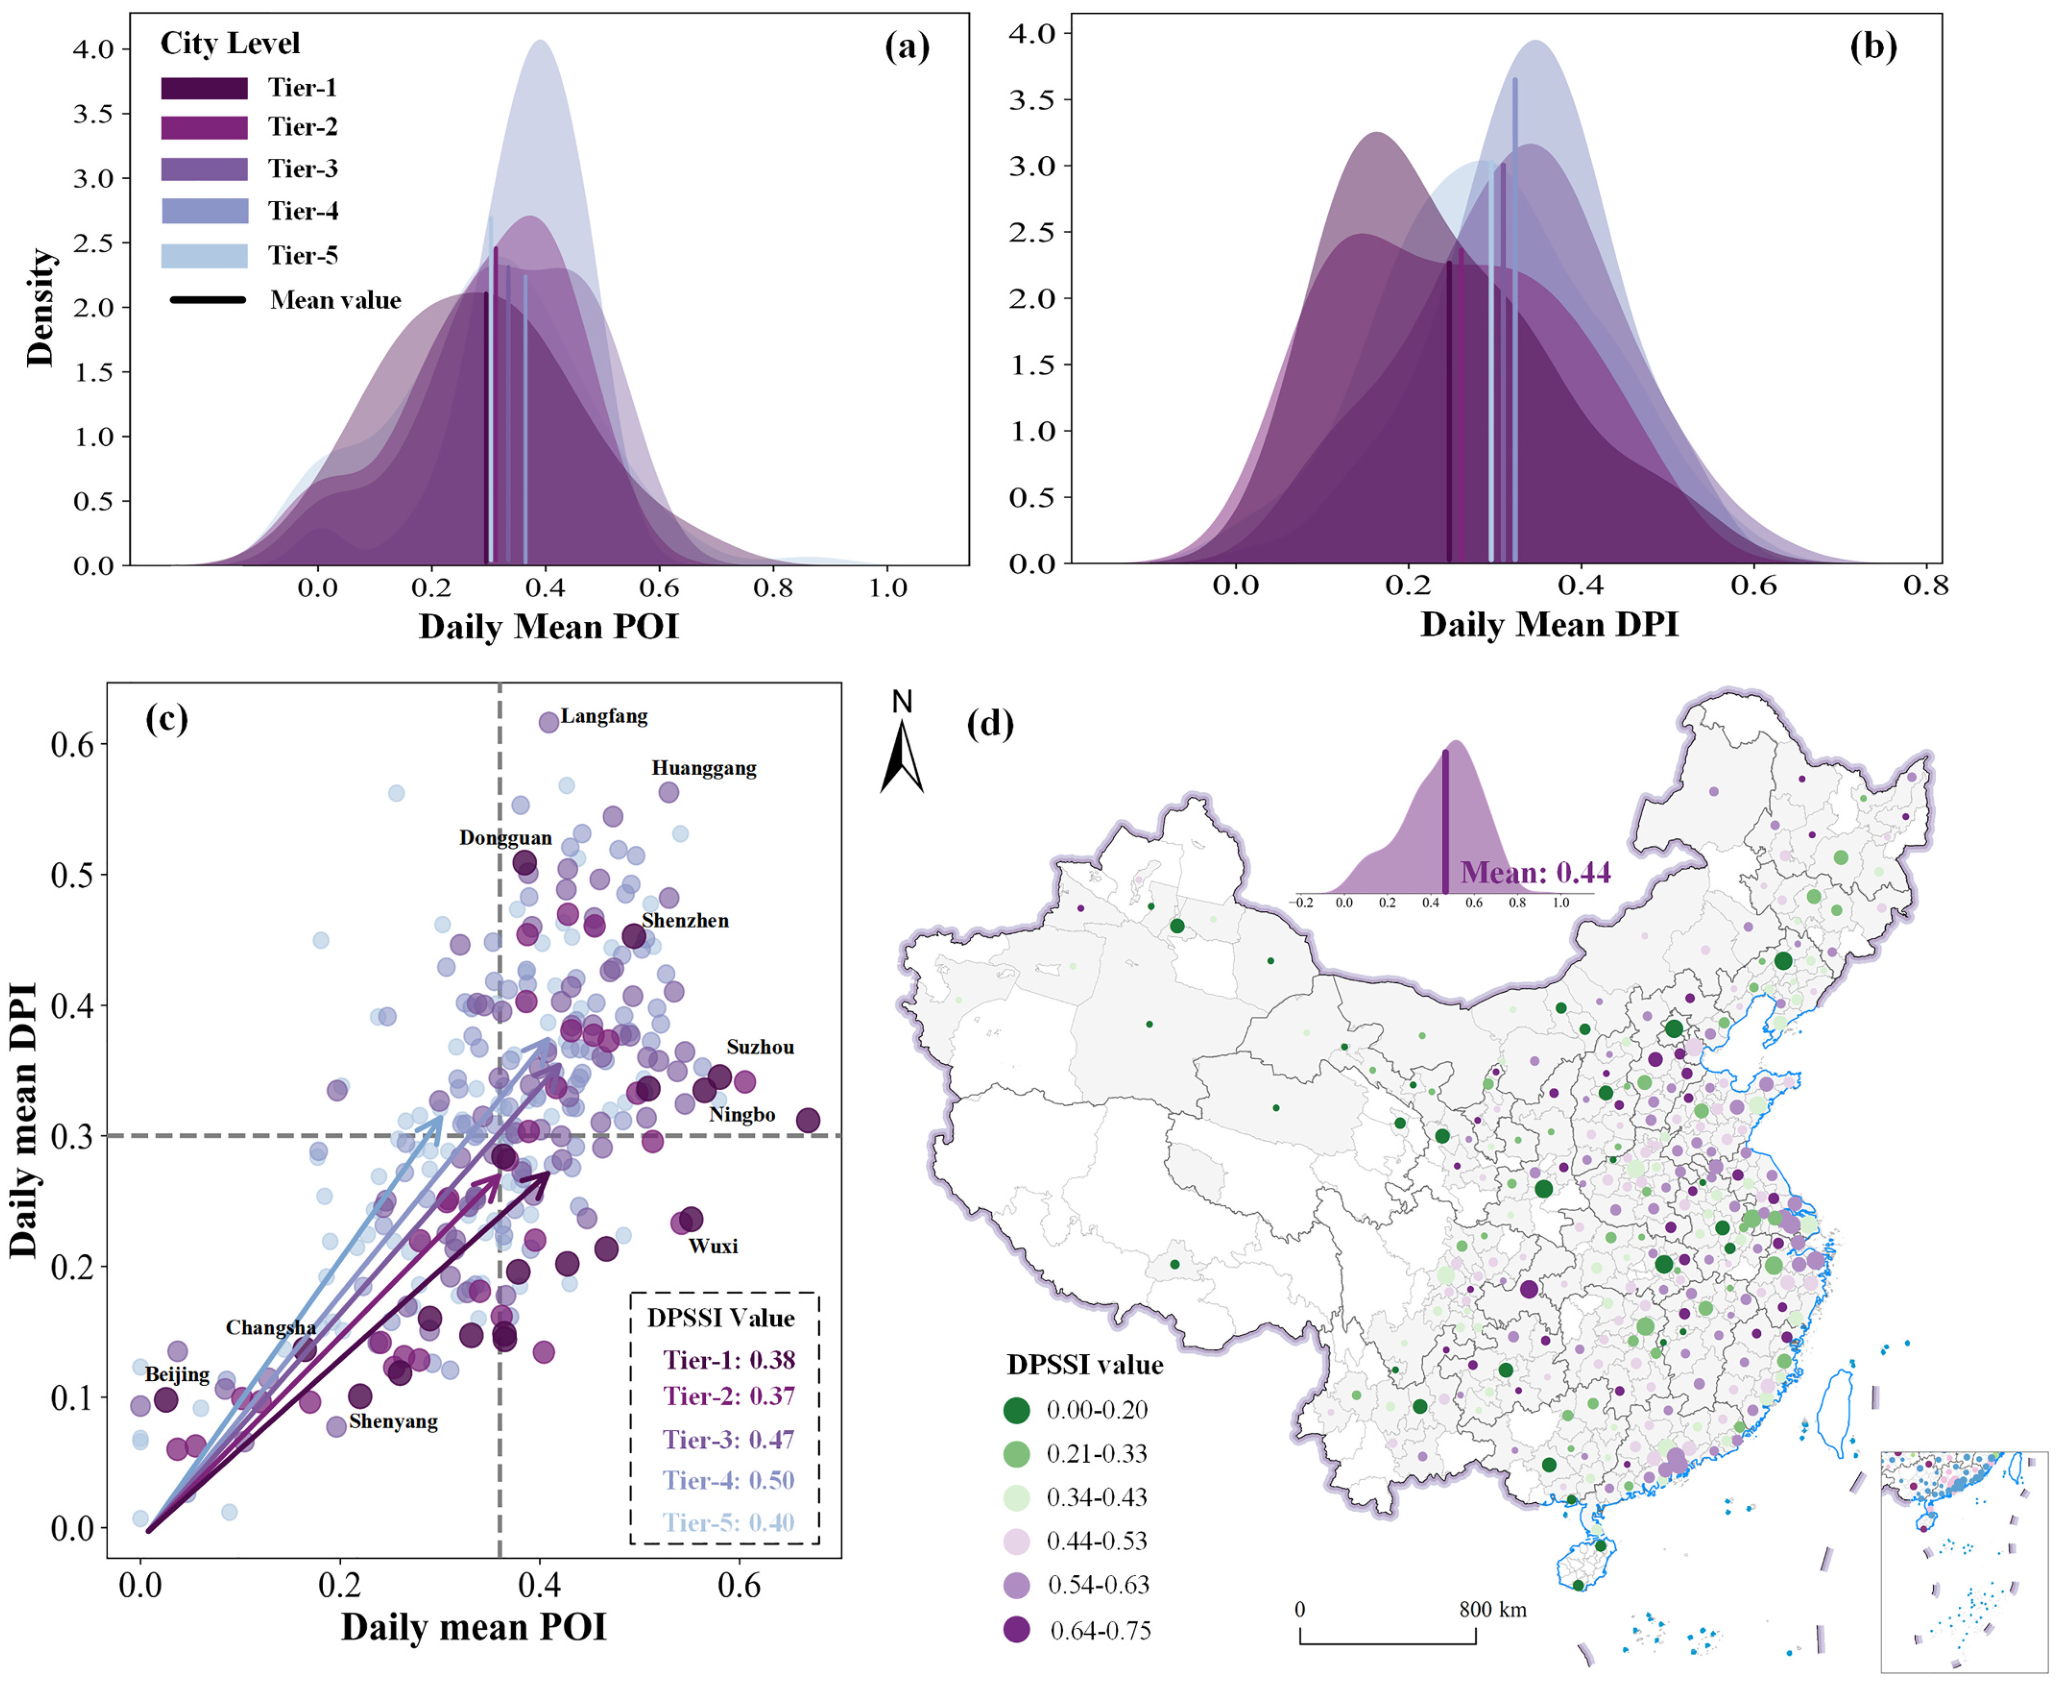 (a)
City Level
Tier-1
Tier-2
Tier-3
Tier-4
Tier-5
Mean value
Density
4.0
3.5
3.0
2.5
2.0
1.5
1.0
0.5
0.0
0.0 0.2 0.4 0.6 0.8 1.0
Daily Mean POI
(b)
4.0
3.5
3.0
2.5
2.0
1.5
1.0
0.5
0.0
0.0 0.2 0.4 0.6 0.8
Daily Mean DPI
(c)
Langfang
Huanggang
Dongguan
Shenzhen
Suzhou
Ningbo
Wuxi
Changsha
Beijing
Shenyang
DPSSI Value
Tier-1: 0.38
Tier-2: 0.37
Tier-3: 0.47
Tier-4: 0.50
Tier-5: 0.40
Daily mean DPI
0.6
0.5
0.4
0.3
0.2
0.1
0.0
0.0 0.2 0.4 0.6
Daily mean POI
N
(d)
Mean: 0.44
−0.2 0.0 0.2 0.4 0.6 0.8 1.0
DPSSI value
0.00-0.20
0.21-0.33
0.34-0.43
0.44-0.53
0.54-0.63
0.64-0.75
0 800 km